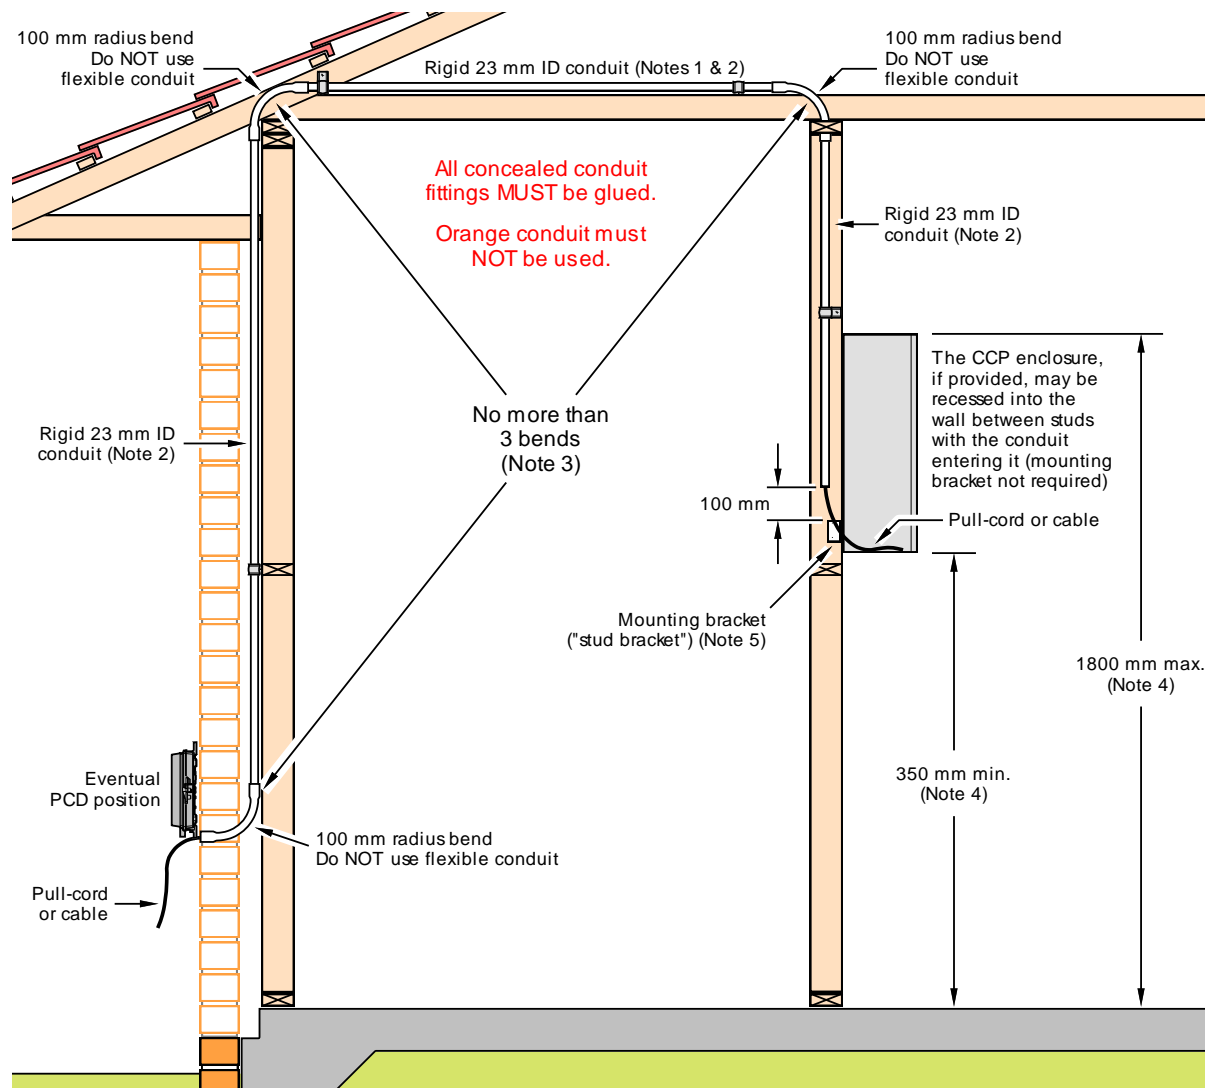 100 mm radius bend
Do NOT use
flexible conduit
Rigid 23 mm ID conduit (Notes 1 & 2)
100 mm radius bend
Do NOT use
flexible conduit
All concealed conduit
fittings MUST be glued.
Orange conduit must
NOT be used.
Rigid 23 mm ID
conduit (Note 2)
The CCP enclosure,
if provided, may be
recessed into the
wall between studs
with the conduit
entering it (mounting
bracket not required)
No more than
3 bends
(Note 3)
Rigid 23 mm ID
conduit (Note 2)
100 mm
Pull-cord or cable
Mounting bracket
("stud bracket") (Note 5)
1800 mm max.
(Note 4)
350 mm min.
(Note 4)
Eventual
PCD position
100 mm radius bend
Do NOT use flexible conduit
Pull-cord
or cable